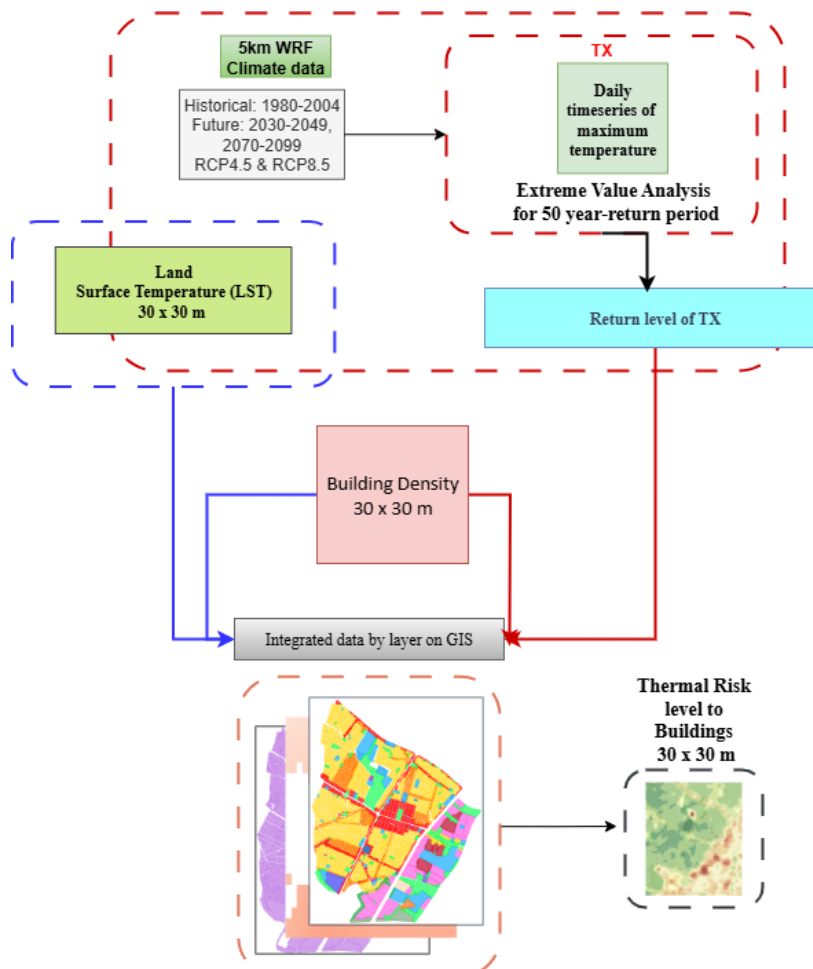 5km WRF
Climate data
Historical: 1980-2004
Future: 2030-2049,
2070-2099
RCP4.5 & RCP8.5
TX
Daily
timeseries of
maximum
temperature
Extreme Value Analysis
for 50 year-return period
Land
Surface Temperature (LST)
30 x 30 m
Return level of TX
Building Density
30 x 30 m
Integrated data by layer on GIS
Thermal Risk
level to
Buildings
30 x 30 m